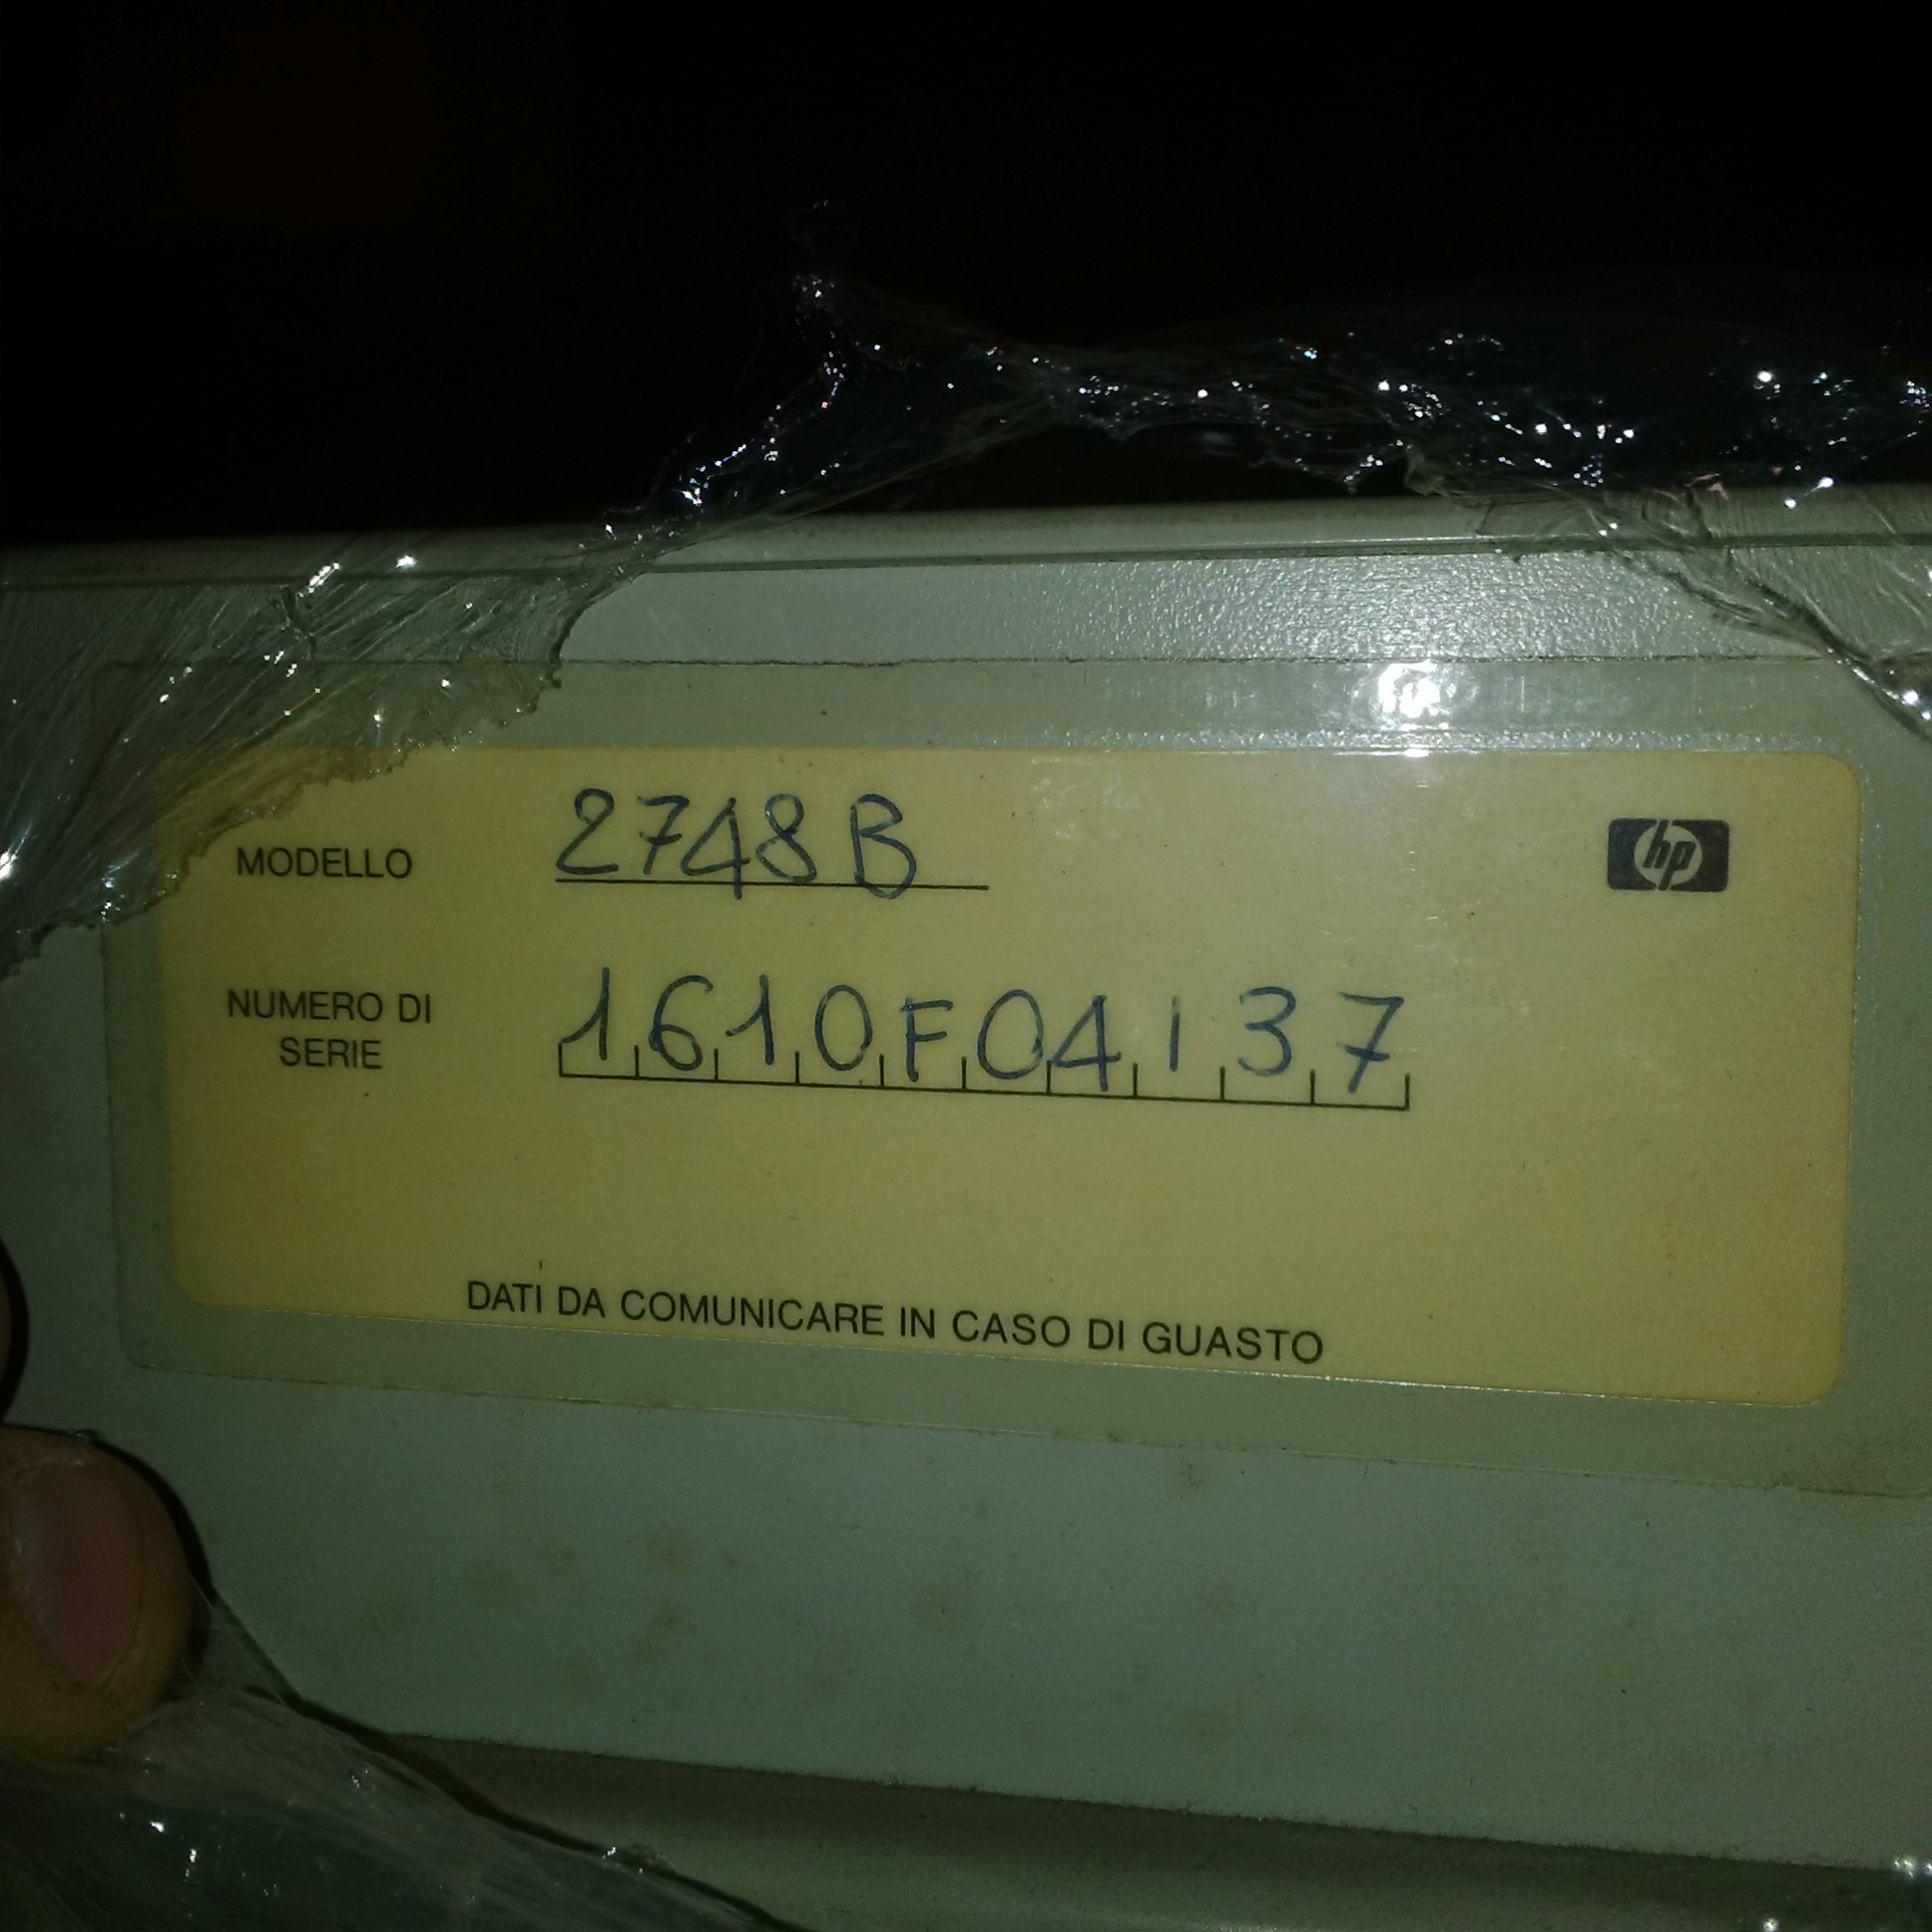 MODELLO 2748B
hp
NUMERO DI
SERIE 1610F04137
DATI DA COMUNICARE IN CASO DI GUASTO